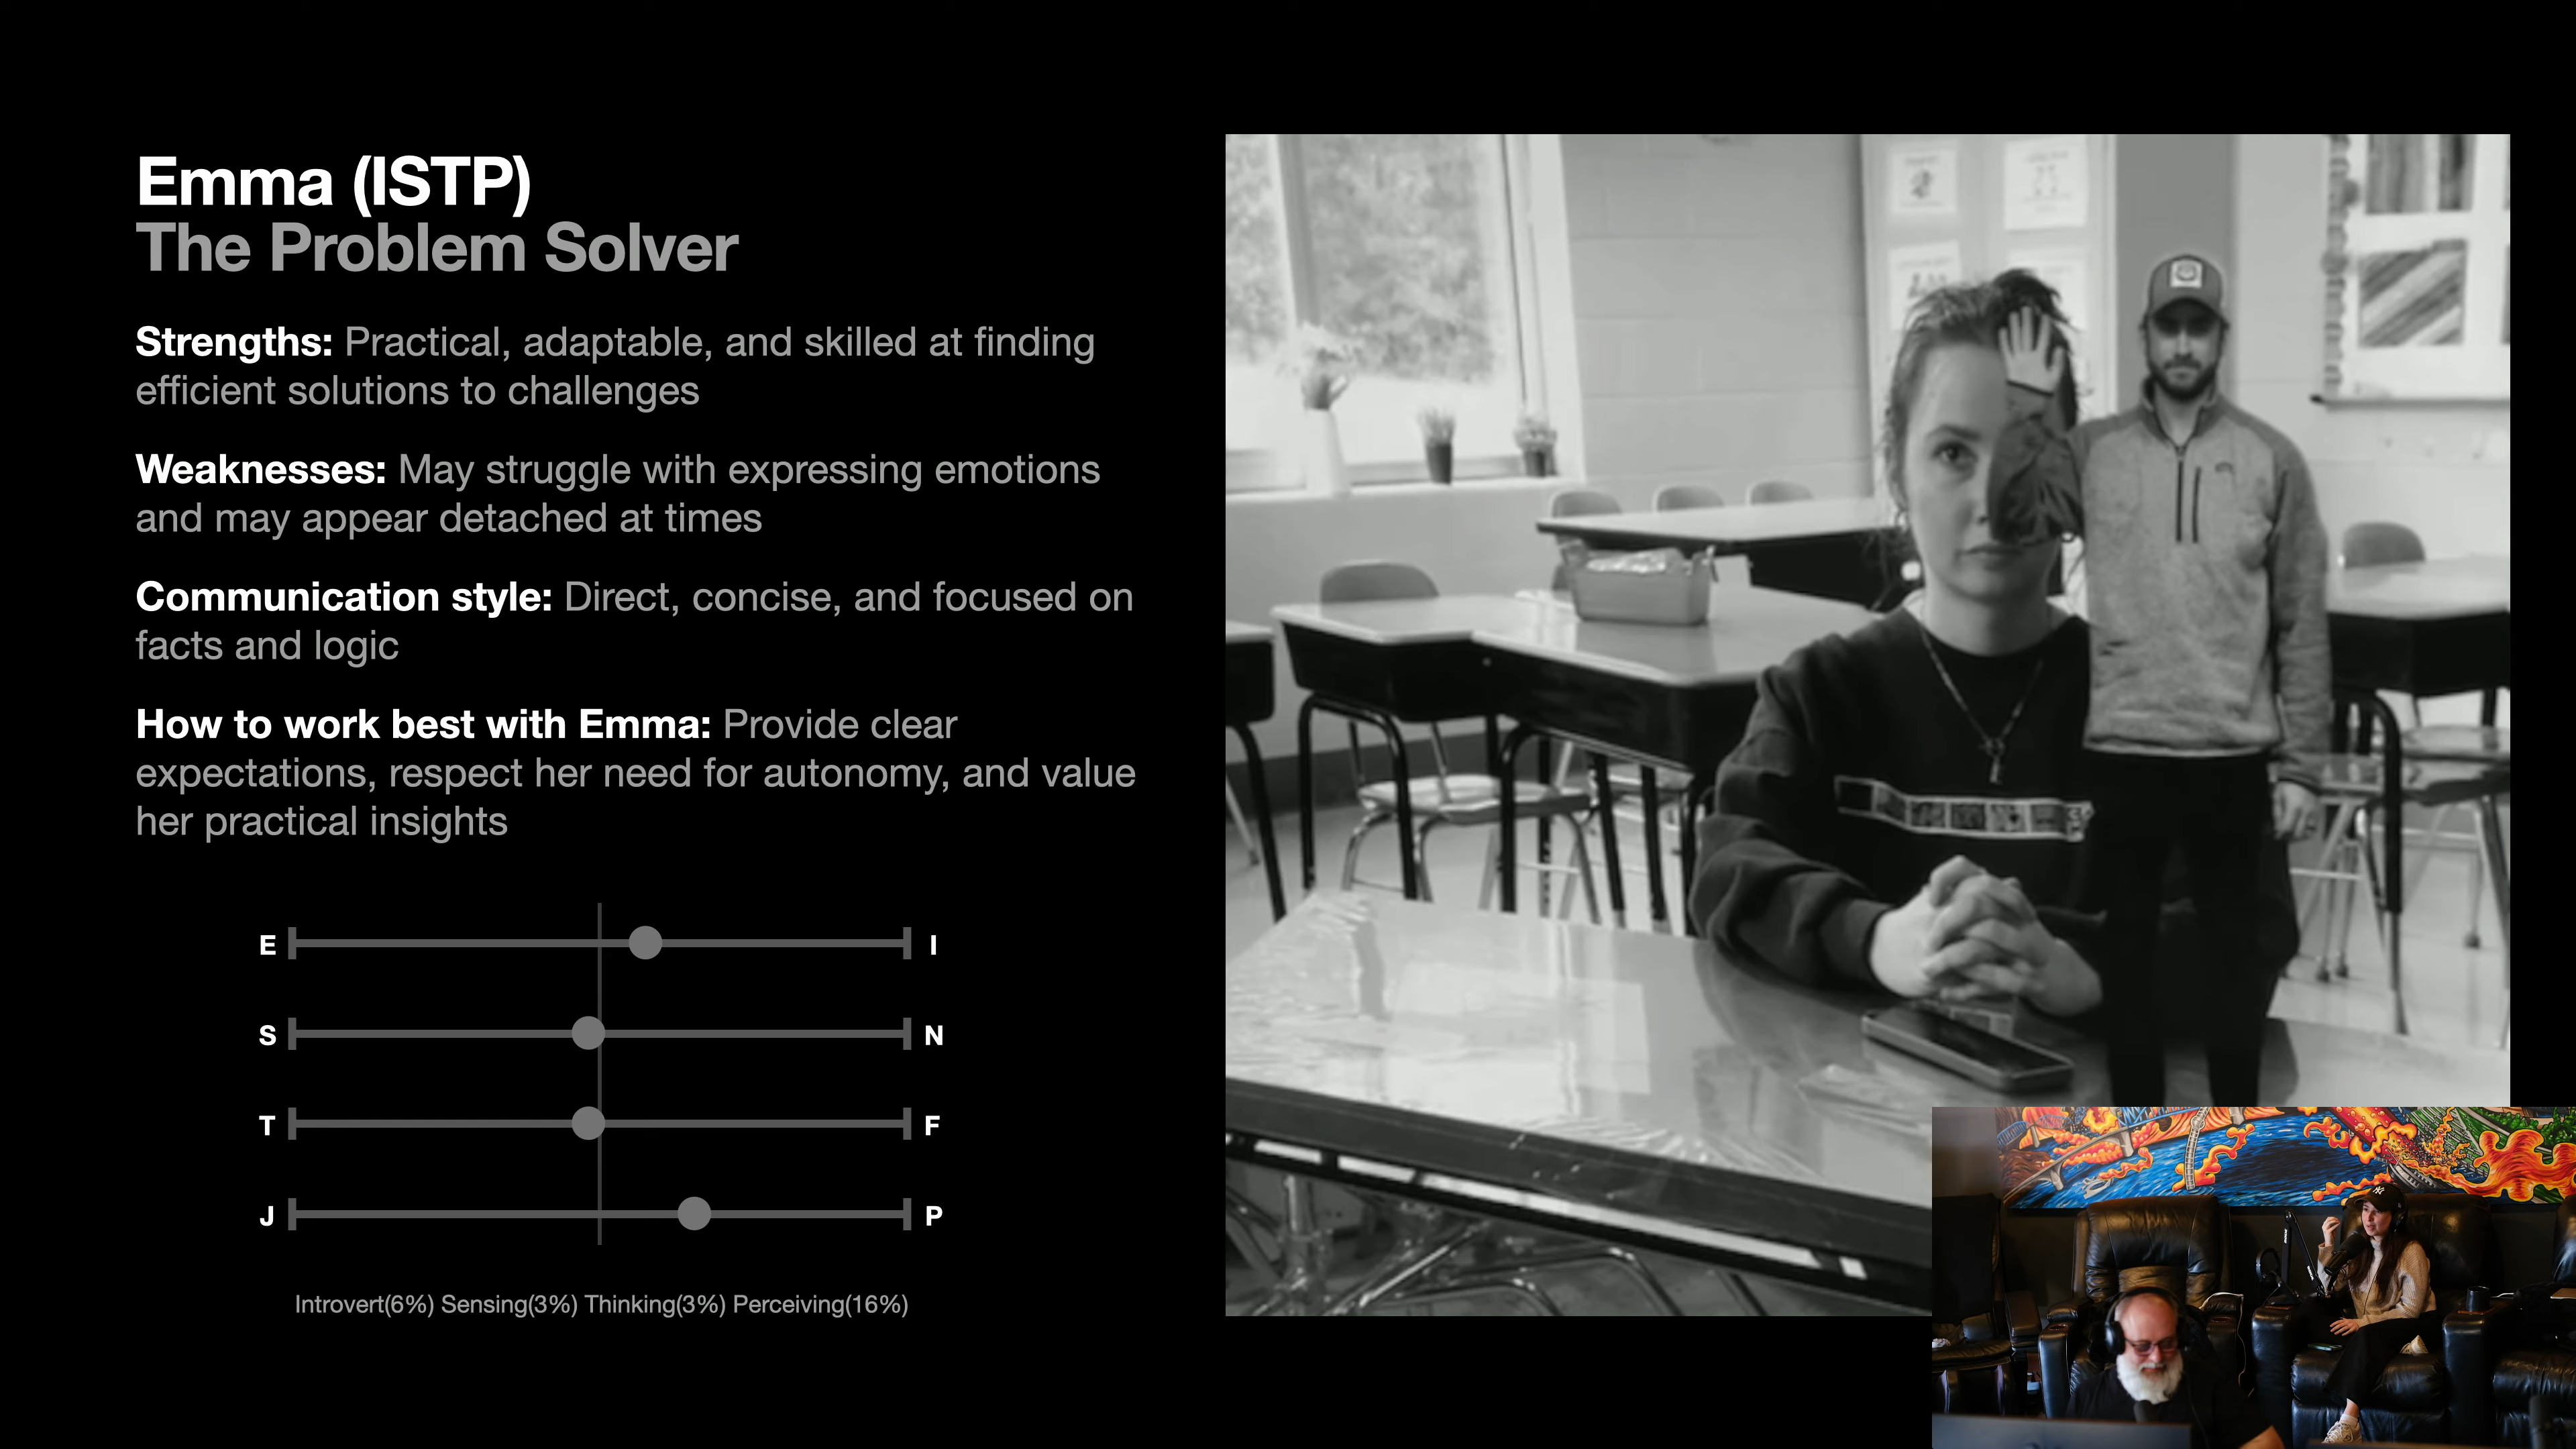 Emma (ISTP)
The Problem Solver
Strengths: Practical, adaptable, and skilled at finding
efficient solutions to challenges
Weaknesses: May struggle with expressing emotions
and may appear detached at times
Communication style: Direct, concise, and focused on
facts and logic
How to work best with Emma: Provide clear
expectations, respect her need for autonomy, and value
her practical insights
E I
S N
T F
J P
Introvert(6%) Sensing(3%) Thinking(3%) Perceiving(16%)